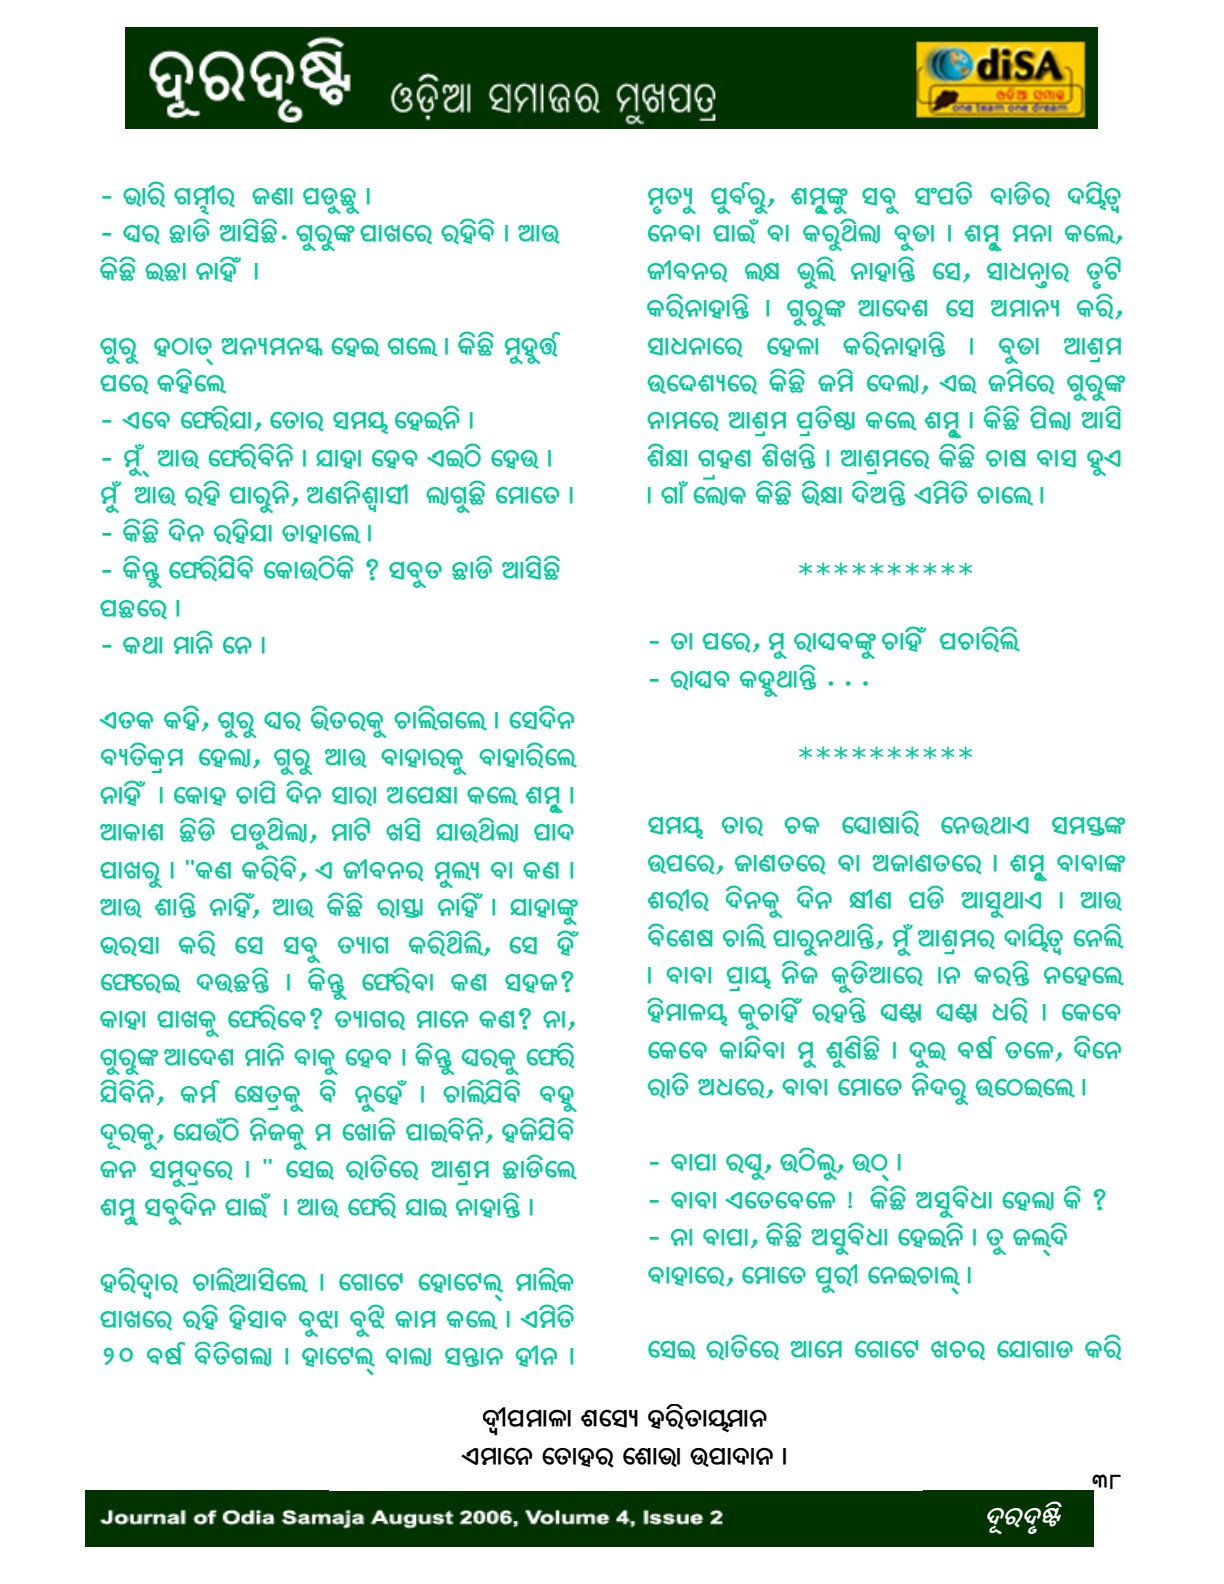 ଦୂରଦୃଷ୍ଟି ଓଡ଼ିଆ ସମାଜର ମୁଖପତ୍ର
diSA
ଓଡ଼ିଆ ସମାଜ
one team one dream
- ଭାରି ଗମ୍ଭୀର ଜଣା ପଡୁଛୁ ।
- ଘର ଛାଡି ଆସିଛି. ଗୁରୁଙ୍କ ପାଖରେ ରହିବି । ଆଉ
କିଛି ଇଛା ନାହିଁ ।
ଗୁରୁ ହଠାତ୍ ଅନ୍ୟମନସ୍କ ହେଇ ଗଲେ । କିଛି ମୁହୁର୍ତ୍ତ
ପରେ କହିଲେ
- ଏବେ ଫେରିଯା, ତୋର ସମୟ ହେଇନି ।
- ମୁଁ ଆଉ ଫେରିବିନି । ଯାହା ହେବ ଏଇଠି ହେଉ ।
ମୁଁ ଆଉ ରହି ପାରୁନି, ଅଣନିଶ୍ୱାସୀ ଲାଗୁଛି ମୋତେ ।
- କିଛି ଦିନ ରହିଯା ତାହାଲେ ।
- କିନ୍ତୁ ଫେରିଯିବି କୋଉଠିକି ? ସବୁତ ଛାଡି ଆସିଛି
ପଛରେ ।
- କଥା ମାନି ନେ ।
ଏତକ କହି, ଗୁରୁ ଘର ଭିତରକୁ ଚାଲିଗଲେ । ସେଦିନ
ବ୍ୟତିକ୍ରମ ହେଲା, ଗୁରୁ ଆଉ ବାହାରକୁ ବାହାରିଲେ
ନାହିଁ । କୋହ ଚାପି ଦିନ ସାରା ଅପେକ୍ଷା କଲେ ଶମ୍ଭୁ ।
ଆକାଶ ଛିଡି ପଡୁଥିଲା, ମାଟି ଖସି ଯାଉଥିଲା ପାଦ
ପାଖରୁ । "କଣ କରିବି, ଏ ଜୀବନର ମୁଲ୍ୟ ବା କଣ ।
ଆଉ ଶାନ୍ତି ନାହିଁ, ଆଉ କିଛି ରାସ୍ତା ନାହିଁ । ଯାହାଙ୍କୁ
ଭରସା କରି ସେ ସବୁ ତ୍ୟାଗ କରିଥିଲି, ସେ ହିଁ
ଫେରେଇ ଦଉଛନ୍ତି । କିନ୍ତୁ ଫେରିବା କଣ ସହଜ?
କାହା ପାଖକୁ ଫେରିବେ? ତ୍ୟାଗର ମାନେ କଣ? ନା,
ଗୁରୁଙ୍କ ଆଦେଶ ମାନି ବାକୁ ହେବ । କିନ୍ତୁ ଘରକୁ ଫେରି
ଯିବିନି, କର୍ମ କ୍ଷେତ୍ରକୁ ବି ନୁହେଁ । ଚାଲିଯିବି ବହୁ
ଦୂରକୁ, ଯେଉଁଠି ନିଜକୁ ମ ଖୋଜି ପାଇବିନି, ହଜିଯିବି
ଜନ ସମୁଦ୍ରରେ । " ସେଇ ରାତିରେ ଆଶ୍ରମ ଛାଡିଲେ
ଶମ୍ଭୁ ସବୁଦିନ ପାଇଁ । ଆଉ ଫେରି ଯାଇ ନାହାନ୍ତି ।
ହରିଦ୍ୱାର ଚାଲିଆସିଲେ । ଗୋଟେ ହୋଟେଲ୍ ମାଲିକ
ପାଖରେ ରହି ହିସାବ ବୁଝା ବୁଝି କାମ କଲେ । ଏମିତି
୨୦ ବର୍ଷ ବିତିଗଲା । ହାଟେଲ୍ ବାଲା ସନ୍ତାନ ହୀନ ।
ମୃତ୍ୟୁ ପୁର୍ବରୁ, ଶମ୍ଭୁଙ୍କୁ ସବୁ ସଂପତି ବାଡିର ଦୟିତ୍ୱ
ନେବା ପାଇଁ ବା କରୁଥିଲା ବୁଡା । ଶମ୍ଭୁ ମନା କଲେ,
ଜୀବନର ଲକ୍ଷ ଭୁଲି ନାହାନ୍ତି ସେ, ସାଧନ୍ତାର ତୃଟି
କରିନାହାନ୍ତି । ଗୁରୁଙ୍କ ଆଦେଶ ସେ ଅମାନ୍ୟ କରି,
ସାଧନାରେ ହେଳା କରିନାହାନ୍ତି । ବୁଡା ଆଶ୍ରମ
ଉଦ୍ଦେଶ୍ୟରେ କିଛି ଜମି ଦେଲା, ଏଇ ଜମିରେ ଗୁରୁଙ୍କ
ନାମରେ ଆଶ୍ରମ ପ୍ରତିଷ୍ଠା କଲେ ଶମ୍ଭୁ । କିଛି ପିଲା ଆସି
ଶିକ୍ଷା ଗ୍ରହଣ ଶିଖନ୍ତି । ଆଶ୍ରମରେ କିଛି ଚାଷ ବାସ ହୁଏ
। ଗାଁ ଲୋକ କିଛି ଭିକ୍ଷା ଦିଅନ୍ତି ଏମିତି ଚାଲେ ।
**********
- ତା ପରେ, ମୁ ରାଘବଙ୍କୁ ଚାହିଁ ପଚାରିଲି
- ରାଘବ କହୁଥାନ୍ତି . . .
**********
ସମୟ ତାର ଚକ ଘୋଷାରି ନେଉଥାଏ ସମସ୍ତଙ୍କ
ଉପରେ, ଜାଣତରେ ବା ଅଜାଣତରେ । ଶମ୍ଭୁ ବାବାଙ୍କ
ଶରୀର ଦିନକୁ ଦିନ କ୍ଷୀଣ ପଡି ଆସୁଥାଏ । ଆଉ
ବିଶେଷ ଚାଲି ପାରୁନଥାନ୍ତି, ମୁଁ ଆଶ୍ରମର ଦାୟିତ୍ୱ ନେଲି
। ବାବା ପ୍ରାୟ ନିଜ କୁଡିଆରେ ।ନ କରନ୍ତି ନହେଲେ
ହିମାଳୟ କୁଚାହିଁ ରହନ୍ତି ଘଣ୍ଟା ଘଣ୍ଟା ଧରି । କେବେ
କେବେ କାନ୍ଦିବା ମୁ ଶୁଣିଛି । ଦୁଇ ବର୍ଷ ତଳେ, ଦିନେ
ରାତି ଅଧରେ, ବାବା ମୋତେ ନିଦରୁ ଉଠେଇଲେ ।
- ବାପା ରଘୁ, ଉଠିଲୁ, ଉଠ୍ ।
- ବାବା ଏତେବେଳେ ! କିଛି ଅସୁବିଧା ହେଲା କି ?
- ନା ବାପା, କିଛି ଅସୁବିଧା ହେଇନି । ତୁ ଜଲ୍‌ଦି
ବାହାରେ, ମୋତେ ପୁରୀ ନେଇଚାଲ୍ ।
ସେଇ ରାତିରେ ଆମେ ଗୋଟେ ଖଚର ଯୋଗାଡ କରି
ଦ୍ୱୀପମାଳା ଶସ୍ୟେ ହରିତାୟମାନ
ଏମାନେ ତୋହର ଶୋଭା ଉପାଦାନ ।
୩୮
Journal of Odia Samaja August 2006, Volume 4, Issue 2 ଦୂରଦୃଷ୍ଟି